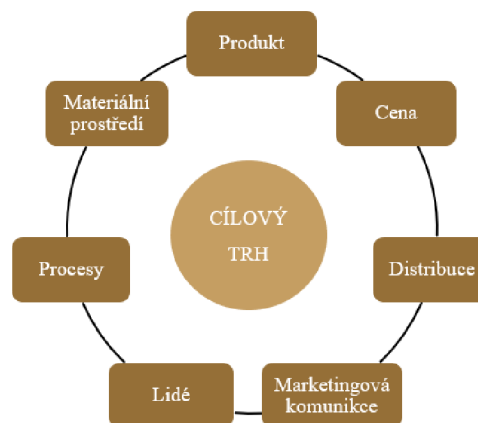 Produkt
Cena
Distribuce
Marketingová
komunikce
Lidé
Procesy
Materiální
prostředí
CÍLOVÝ
TRH